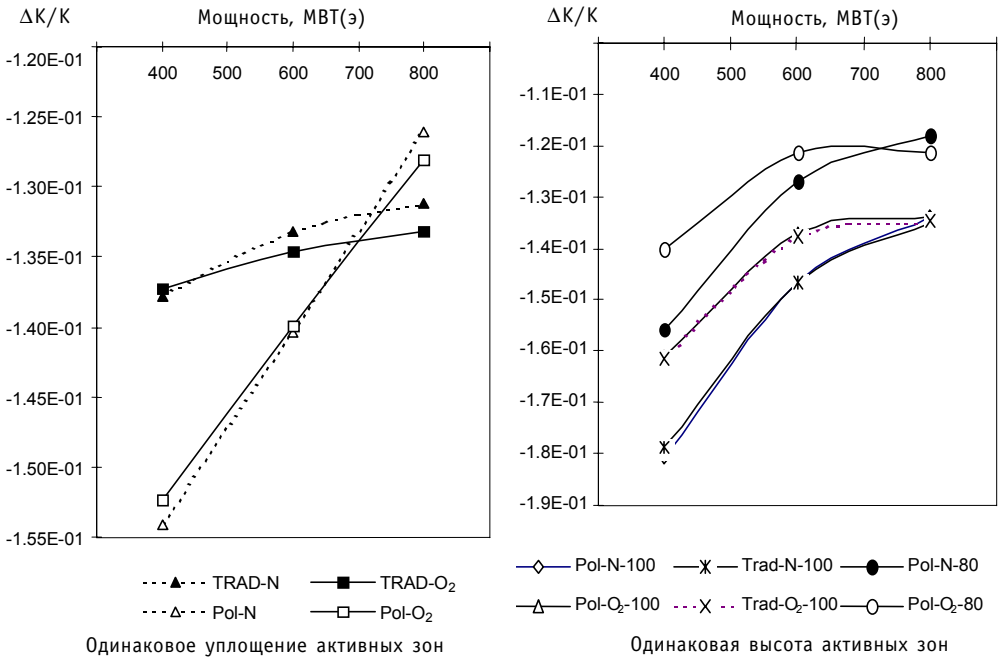 ΔK/K
Мощность, МВТ(э)
400 500 600 700 800
-1.20E-01
-1.25E-01
-1.30E-01
-1.35E-01
-1.40E-01
-1.45E-01
-1.50E-01
-1.55E-01
TRAD-N
TRAD-O₂
Pol-N
Pol-O₂
Одинаковое уплощение активных зон
ΔK/K
Мощность, МВТ(э)
400 500 600 700 800
-1.1E-01
-1.2E-01
-1.3E-01
-1.4E-01
-1.5E-01
-1.6E-01
-1.7E-01
-1.8E-01
-1.9E-01
Pol-N-100
Trad-N-100
Pol-N-80
Pol-O₂-100
Trad-O₂-100
Pol-O₂-80
Одинаковая высота активных зон